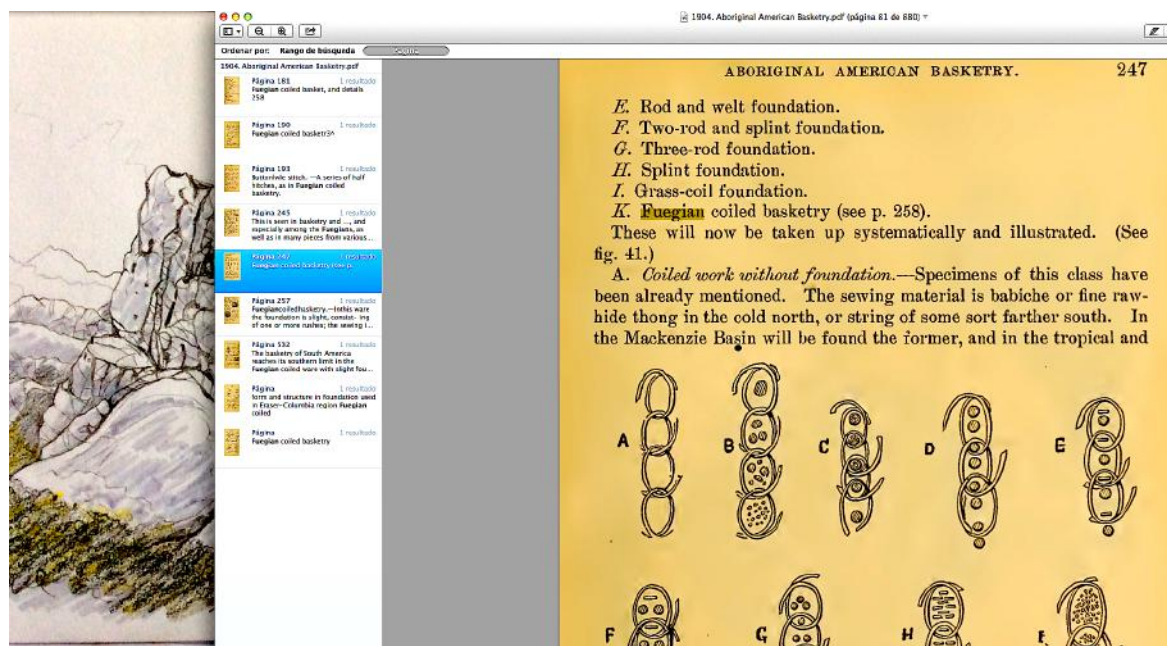 1904. Aboriginal American Basketry.pdf (página 81 de 880)
Ordenar por: Rango de búsqueda Página
1904. Aboriginal American Basketry.pdf
Página 181 1 resultado
Fuegian coiled basket, and details
258
Página 190 1 resultado
Fuegian coiled basketr3^
Página 193 1 resultado
Buttonhole stitch. —A series of half
hitches, as in Fuegian coiled
basketry.
Página 245 1 resultado
This is seen in basketry and ..., and
especially among the Fuegians, as
well as in many pieces from various ...
Página 247 1 resultado
Fuegian coiled basketry (see p.
Página 257 1 resultado
Fuegiancoiledbasketry.—Inthis ware
the foundation is slight, consist- ing
of one or more rushes; the sewing i...
Página 532 1 resultado
The basketry of South America
reaches its southern limit in the
Fuegian coiled ware with slight fou...
Página 1 resultado
form and structure in foundation used
in Fraser-Columbia region Fuegian
coiled
Página 1 resultado
Fuegian coiled basketry
ABORIGINAL AMERICAN BASKETRY. 247
E. Rod and welt foundation.
F. Two-rod and splint foundation.
G. Three-rod foundation.
H. Splint foundation.
I. Grass-coil foundation.
K. Fuegian coiled basketry (see p. 258).
These will now be taken up systematically and illustrated. (See
fig. 41.)
A. Coiled work without foundation.—Specimens of this class have
been already mentioned. The sewing material is babiche or fine raw-
hide thong in the cold north, or string of some sort farther south. In
the Mackenzie Basin will be found the former, and in the tropical and
A B C D E
F G H I